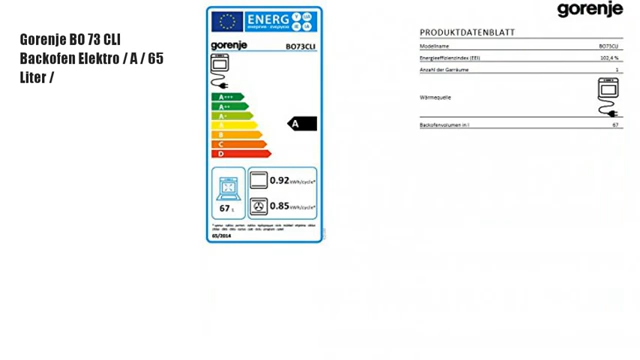 Gorenje BO 73 CLI
Backofen Elektro / A / 65
Liter /
ENERG
gorenje BO73CLI
A+++
A++
A+
A
B
C
D
A
67 L
0.92 kWh/cycle*
0.85 kWh/cycle*
65/2014
gorenje
PRODUKTDATENBLATT
Modellname BO73CLI
Energieeffizienzindex (EEI) 102,4 %
Anzahl der Garräume 1
Wärmequelle
Backofenvolumen in l 67